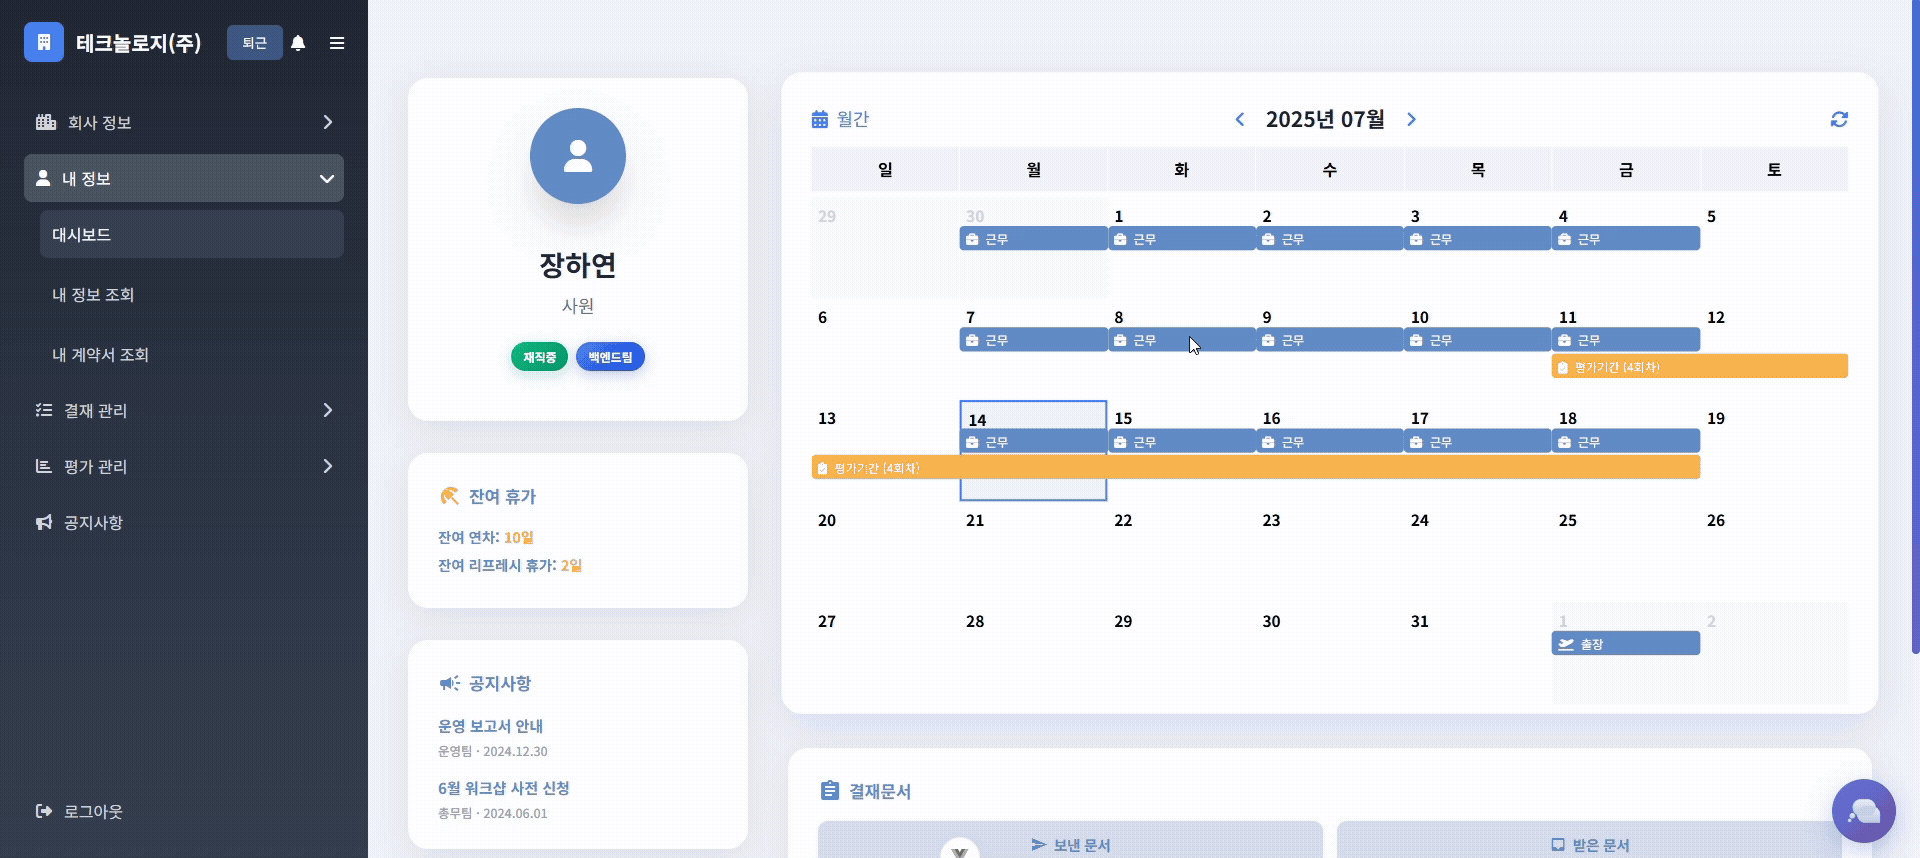 테크놀로지(주)
퇴근
회사 정보
내 정보
대시보드
내 정보 조회
내 계약서 조회
결재 관리
평가 관리
공지사항
로그아웃
장하연
사원
재직중
백엔드팀
잔여 휴가
잔여 연차: 10일
잔여 리프레시 휴가: 2일
공지사항
운영 보고서 안내
운영팀 · 2024.12.30
6월 워크샵 사전 신청
총무팀 · 2024.06.01
월간
2025년 07월
일 월 화 수 목 금 토
29 30 1 2 3 4 5
근무 근무 근무 근무 근무
6 7 8 9 10 11 12
근무 근무 근무 근무 근무
평가기간 (4회차)
13 14 15 16 17 18 19
근무 근무 근무 근무 근무
평가기간 (4회차)
20 21 22 23 24 25 26
27 28 29 30 31 1 2
출장
결재문서
보낸 문서
받은 문서